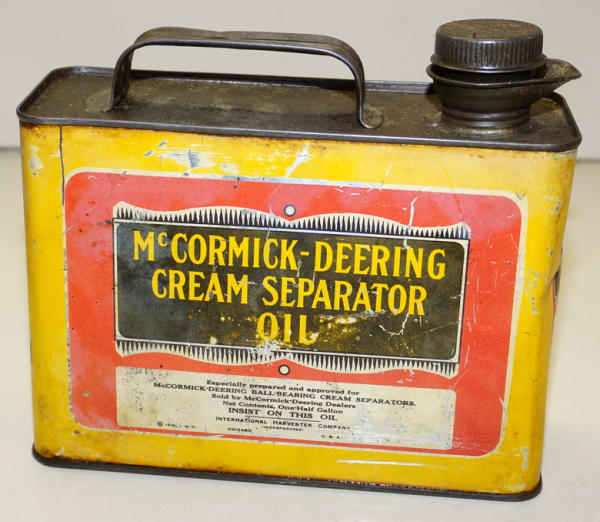 McCORMICK-DEERING
CREAM SEPARATOR
OIL
Especially prepared and approved for
McCORMICK-DEERING BALL-BEARING CREAM SEPARATORS.
Sold by McCormick-Deering Dealers
Net Contents, One-Half Gallon
INSIST ON THIS OIL
INTERNATIONAL HARVESTER COMPANY
CHICAGO (INCORPORATED) U.S.A.